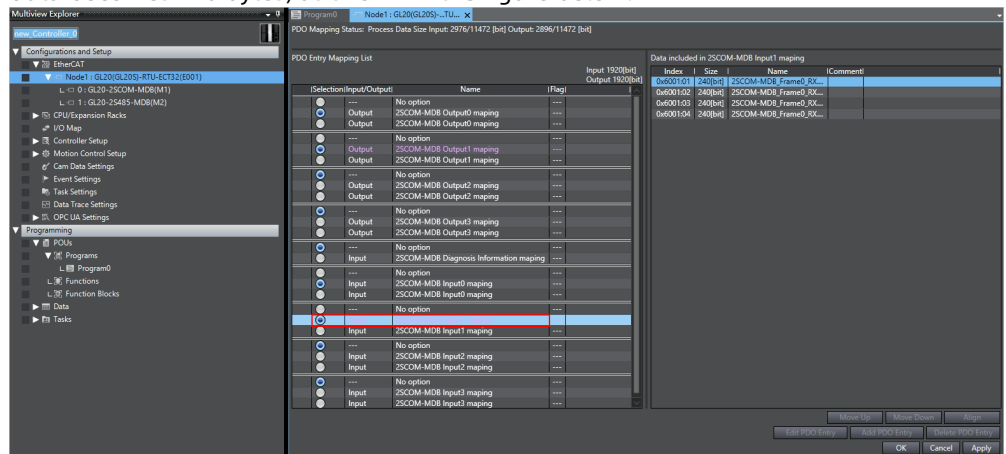 Multiview Explorer
new_Controller_0
Configurations and Setup
EtherCAT
Node1 : GL20(GL20S)-RTU-ECT32(E001)
0 : GL20-2SCOM-MDB(M1)
1 : GL20-2S485-MDB(M2)
CPU/Expansion Racks
I/O Map
Controller Setup
Motion Control Setup
Cam Data Settings
Event Settings
Task Settings
Data Trace Settings
OPC UA Settings
Programming
POUs
Programs
Program0
Functions
Function Blocks
Data
Tasks
Program0 Node1 : GL20(GL20S)-...TU... x
PDO Mapping Status: Process Data Size Input: 2976/11472 [bit] Output: 2896/11472 [bit]
PDO Entry Mapping List
Input 1920[bit]
Output 1920[bit]
Selection Input/Output Name Flag
--- No option ---
Output 2SCOM-MDB Output0 maping ---
Output 2SCOM-MDB Output0 maping ---
--- No option ---
Output 2SCOM-MDB Output1 maping ---
Output 2SCOM-MDB Output1 maping ---
--- No option ---
Output 2SCOM-MDB Output2 maping ---
Output 2SCOM-MDB Output2 maping ---
--- No option ---
Output 2SCOM-MDB Output3 maping ---
Output 2SCOM-MDB Output3 maping ---
--- No option ---
Input 2SCOM-MDB Diagnosis Information maping ---
--- No option ---
Input 2SCOM-MDB Input0 maping ---
Input 2SCOM-MDB Input0 maping ---
--- No option ---
Input 2SCOM-MDB Input1 maping ---
--- No option ---
Input 2SCOM-MDB Input2 maping ---
Input 2SCOM-MDB Input2 maping ---
--- No option ---
Input 2SCOM-MDB Input3 maping ---
Input 2SCOM-MDB Input3 maping ---
Data included in 2SCOM-MDB Input1 maping
Index Size Name Comment
0x6001:01 240[bit] 2SCOM-MDB_Frame0_RX...
0x6001:02 240[bit] 2SCOM-MDB_Frame0_RX...
0x6001:03 240[bit] 2SCOM-MDB_Frame0_RX...
0x6001:04 240[bit] 2SCOM-MDB_Frame0_RX...
Move Up Move Down Align
Edit PDO Entry Add PDO Entry Delete PDO Entry
OK Cancel Apply